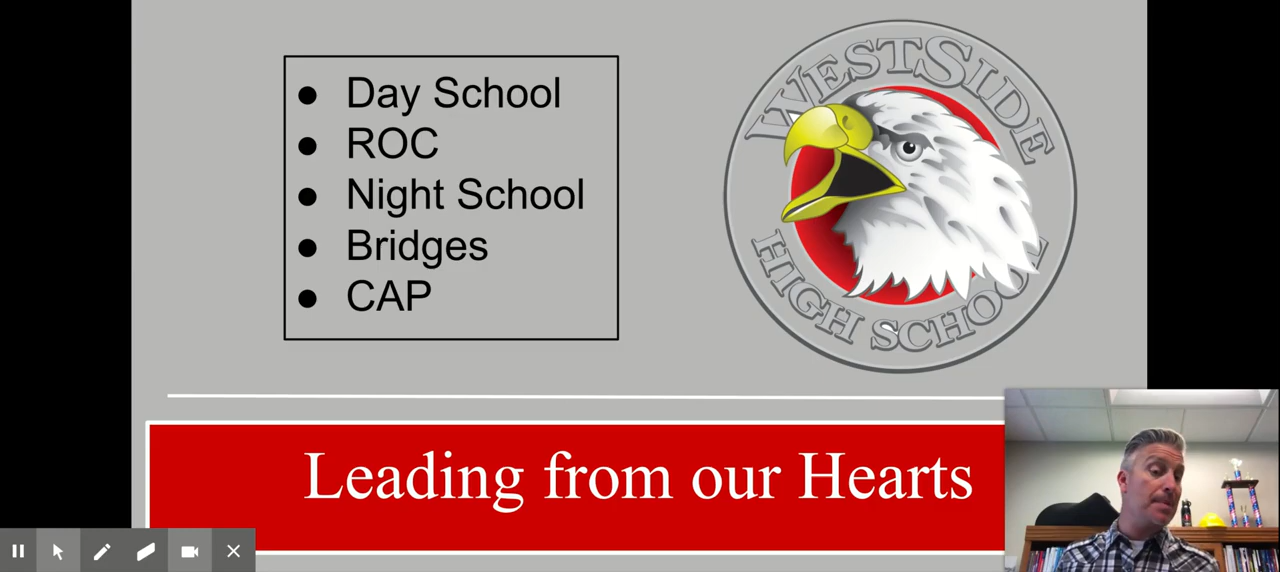 Day School
ROC
Night School
Bridges
CAP
WESTSIDE
HIGH SCHOOL
Leading from our Hearts